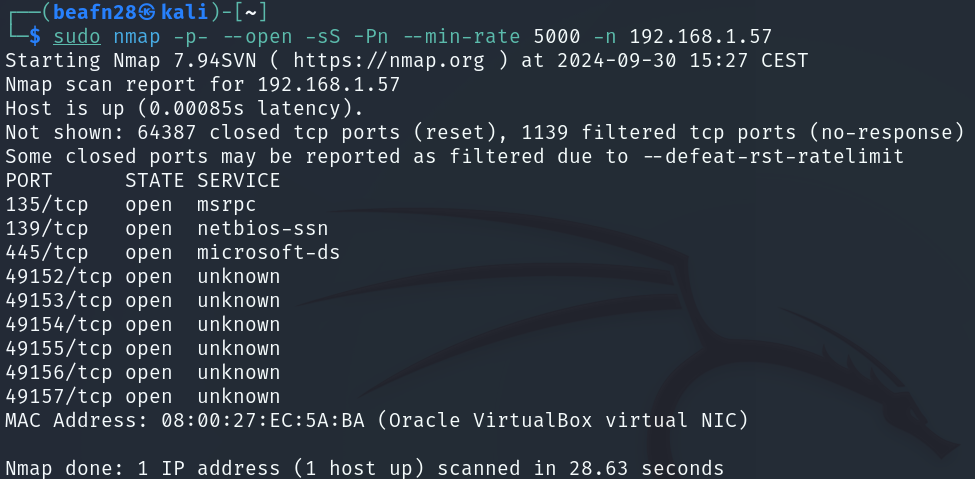 ┌──(beafn28㉿kali)-[~]
└─$ sudo nmap -p- --open -sS -Pn --min-rate 5000 -n 192.168.1.57
Starting Nmap 7.94SVN ( https://nmap.org ) at 2024-09-30 15:27 CEST
Nmap scan report for 192.168.1.57
Host is up (0.00085s latency).
Not shown: 64387 closed tcp ports (reset), 1139 filtered tcp ports (no-response)
Some closed ports may be reported as filtered due to --defeat-rst-ratelimit
PORT      STATE SERVICE
135/tcp   open  msrpc
139/tcp   open  netbios-ssn
445/tcp   open  microsoft-ds
49152/tcp open  unknown
49153/tcp open  unknown
49154/tcp open  unknown
49155/tcp open  unknown
49156/tcp open  unknown
49157/tcp open  unknown
MAC Address: 08:00:27:EC:5A:BA (Oracle VirtualBox virtual NIC)

Nmap done: 1 IP address (1 host up) scanned in 28.63 seconds